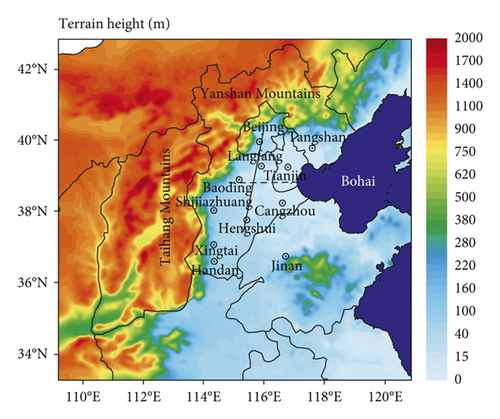 Terrain height (m)
42°N
40°N
38°N
36°N
34°N
110°E 112°E 114°E 116°E 118°E 120°E
Yanshan Mountains
Beijing
Tangshan
Langfang
Tianjin
Bohai
Baoding
Shijiazhuang
Cangzhou
Hengshui
Taihang Mountains
Xingtai
Handan
Jinan
2000
1700
1400
1100
900
750
620
500
380
280
220
160
100
40
15
0